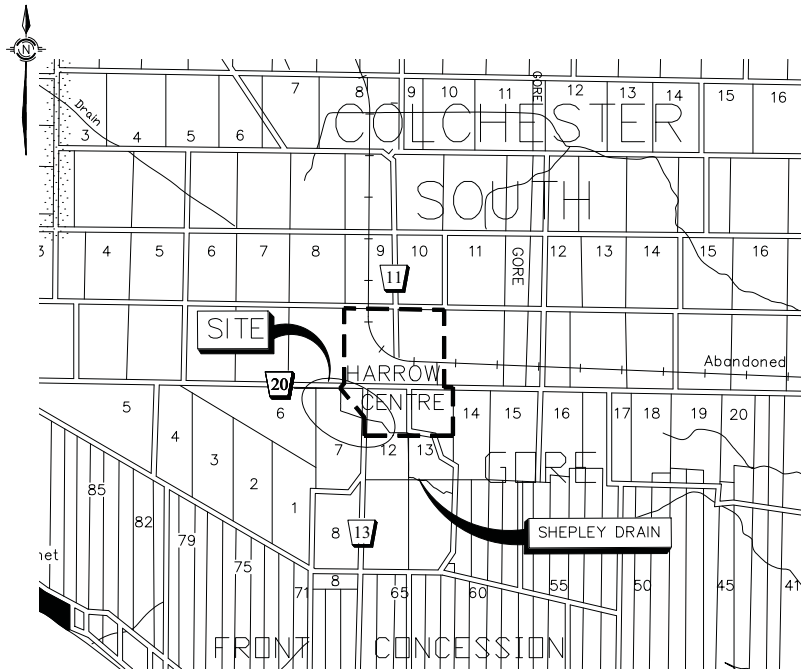 N
7 8 9 10 11 GORE 12 13 14 15 16
Drain
3 4 5 6
COLCHESTER
SOUTH
3 4 5 6 7 8 9 10 11 GORE 12 13 14 15 16
11
SITE
HARROW
CENTRE
Abandoned
20
5 6 14 15 16 17 18 19 20
4 7 12 13
3
2
1
GORE
85
82
79
75
71
8
13
SHEPLEY DRAIN
net
8 65 60 55 50 45 41
FRONT CONCESSION